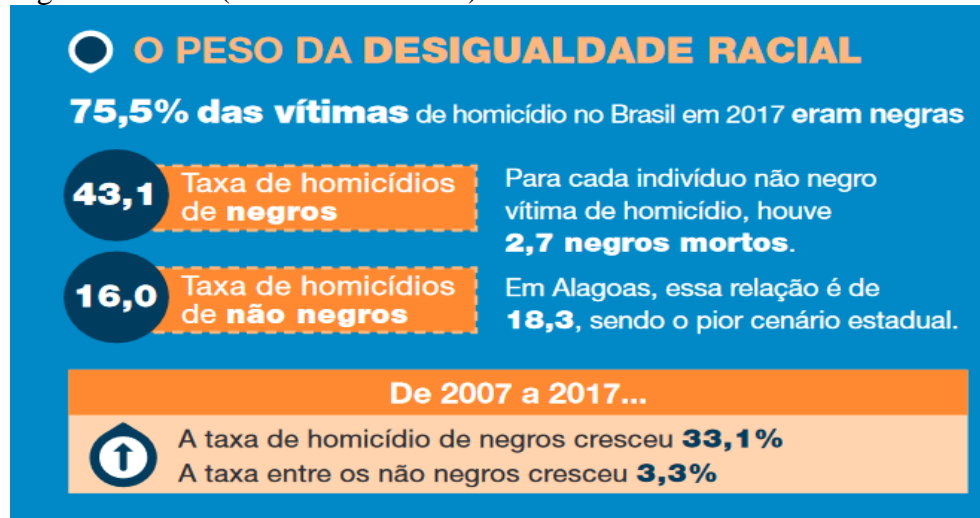 O PESO DA DESIGUALDADE RACIAL
75,5% das vítimas de homicídio no Brasil em 2017 eram negras
43,1
Taxa de homicídios
de negros
Para cada indivíduo não negro
vítima de homicídio, houve
2,7 negros mortos.
16,0
Taxa de homicídios
de não negros
Em Alagoas, essa relação é de
18,3, sendo o pior cenário estadual.
De 2007 a 2017...
A taxa de homicídio de negros cresceu 33,1%
A taxa entre os não negros cresceu 3,3%